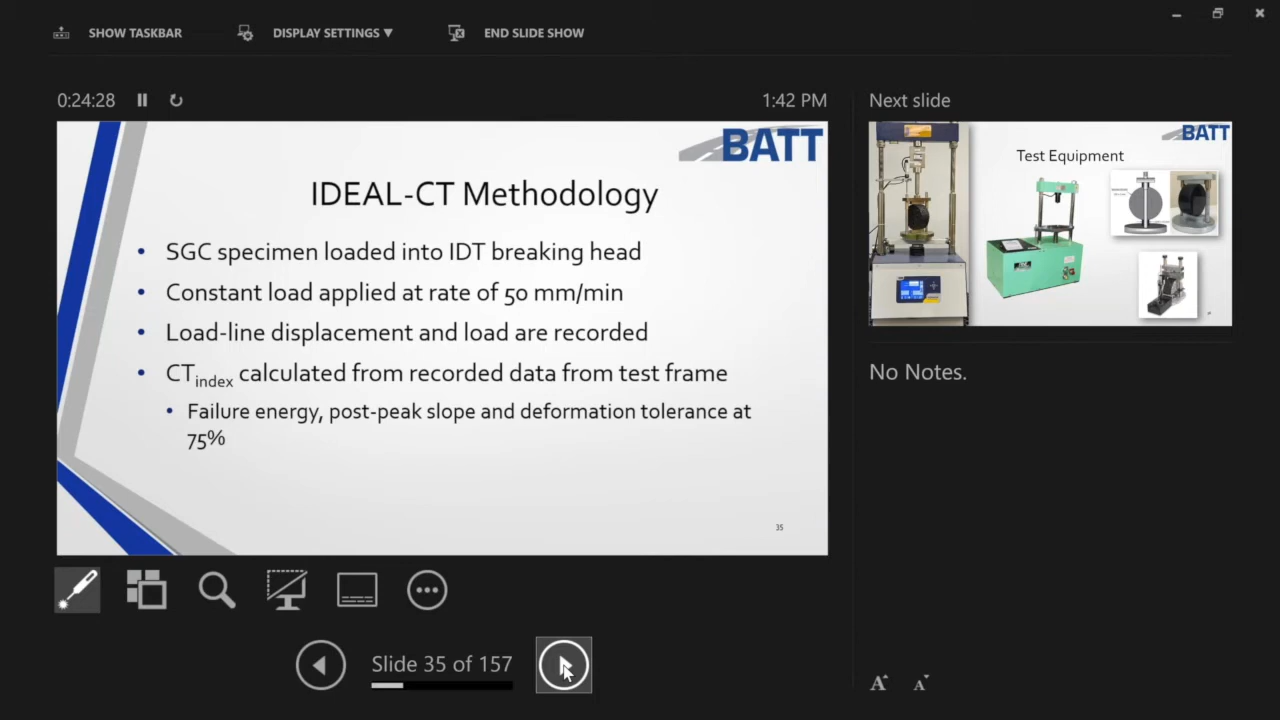 SHOW TASKBAR
DISPLAY SETTINGS ▼
END SLIDE SHOW
0:24:28
1:42 PM
BATT
IDEAL-CT Methodology
• SGC specimen loaded into IDT breaking head
• Constant load applied at rate of 50 mm/min
• Load-line displacement and load are recorded
• CTindex calculated from recorded data from test frame
• Failure energy, post-peak slope and deformation tolerance at
75%
35
Slide 35 of 157
Next slide
BATT
Test Equipment
No Notes.
A A